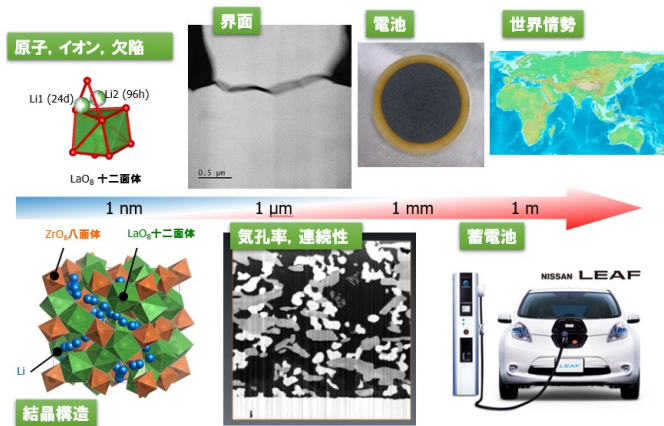 原子, イオン, 欠陥
界面
電池
世界情勢
Li1 (24d)
Li2 (96h)
LaO₈ 十二面体
0.5 μm
1 nm
1 μm
1 mm
1 m
ZrO₆八面体
LaO₈十二面体
気孔率, 連続性
蓄電池
NISSAN LEAF
Li
LEAF
結晶構造